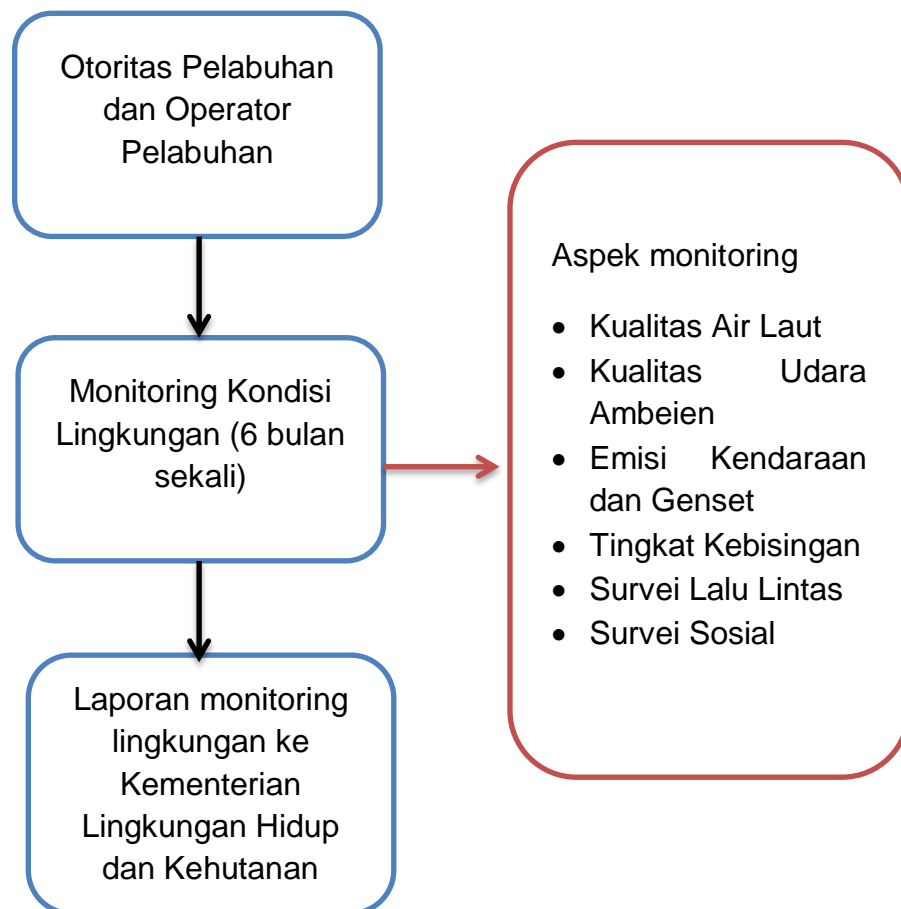 Otoritas Pelabuhan
dan Operator
Pelabuhan
Monitoring Kondisi
Lingkungan (6 bulan
sekali)
Laporan monitoring
lingkungan ke
Kementerian
Lingkungan Hidup
dan Kehutanan
Aspek monitoring
• Kualitas Air Laut
• Kualitas Udara
Ambeien
• Emisi Kendaraan
dan Genset
• Tingkat Kebisingan
• Survei Lalu Lintas
• Survei Sosial